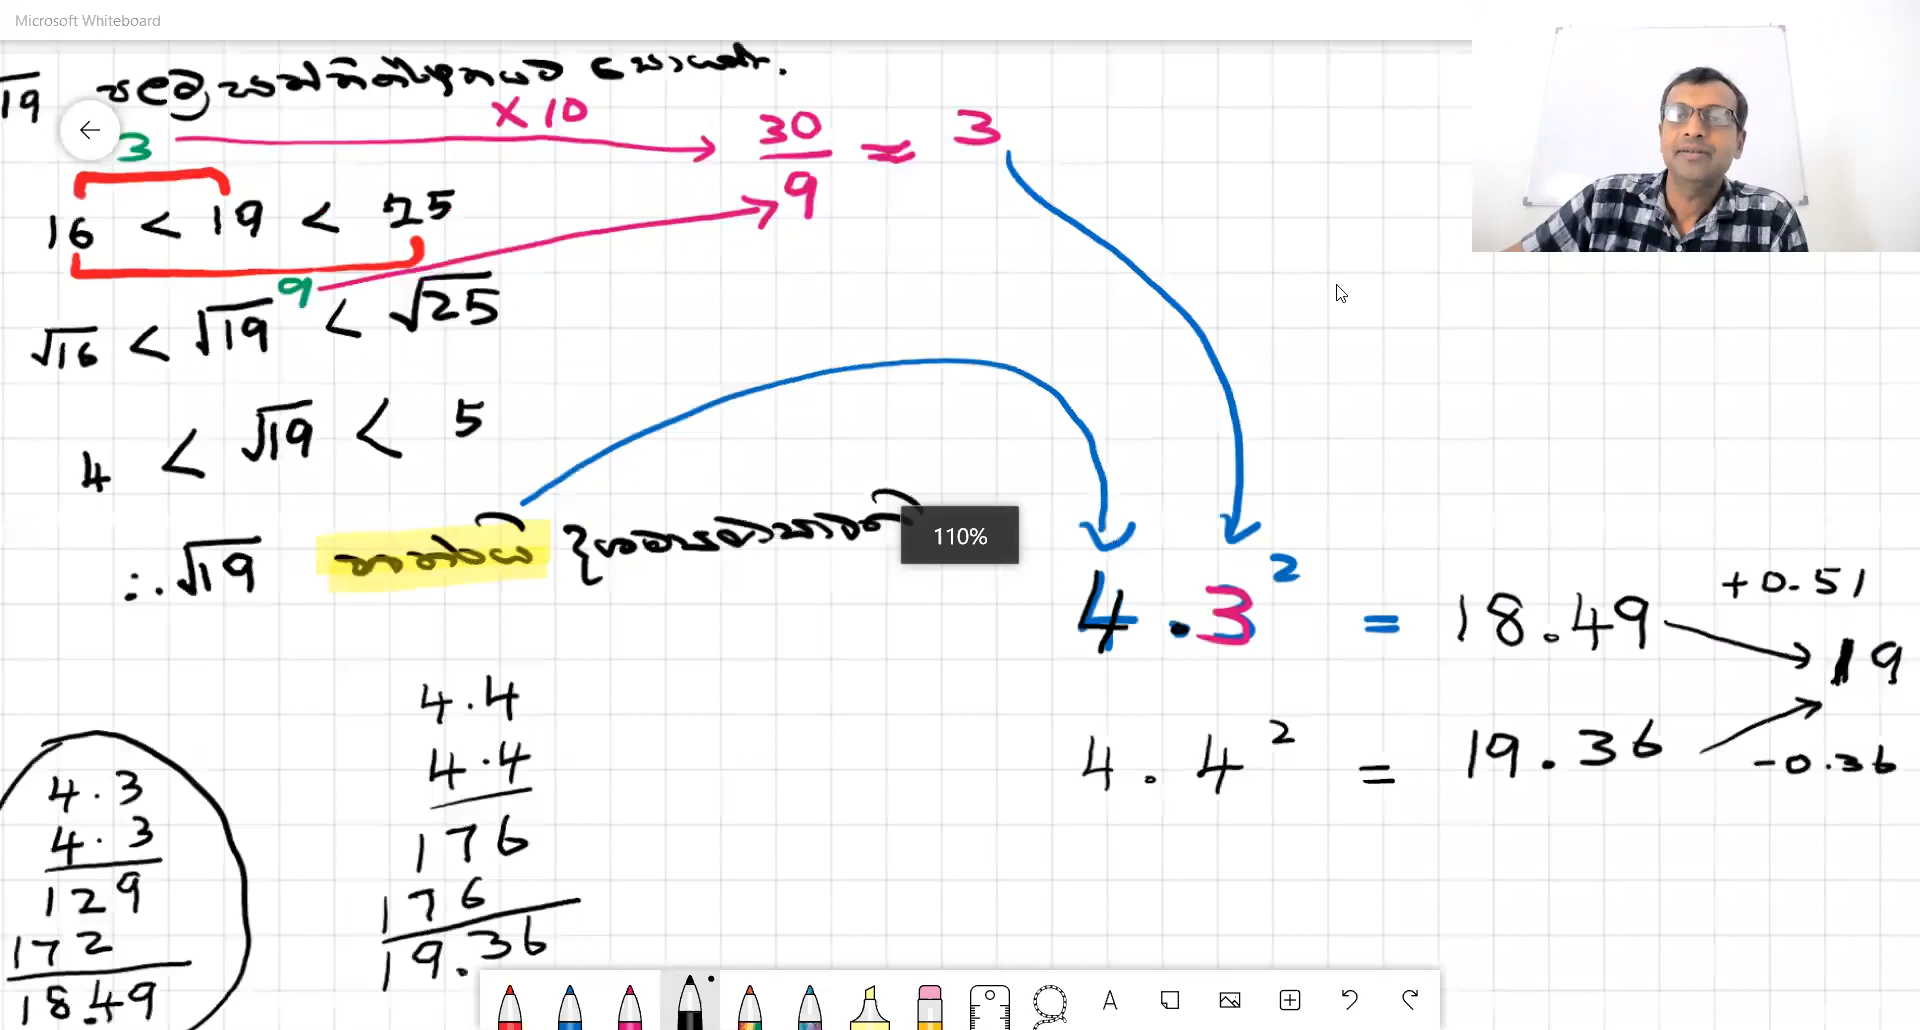 Microsoft Whiteboard
√19
× 10
3
30/9 ≈ 3
16 < 19 < 25
9
√16 < √19 < √25
4 < √19 < 5
∴ √19
110%
4.3² = 18.49
+0.51
19
4.4² = 19.36
-0.36
4.4
4.4
176
176
19.36
4.3
4.3
129
172
18.49
A